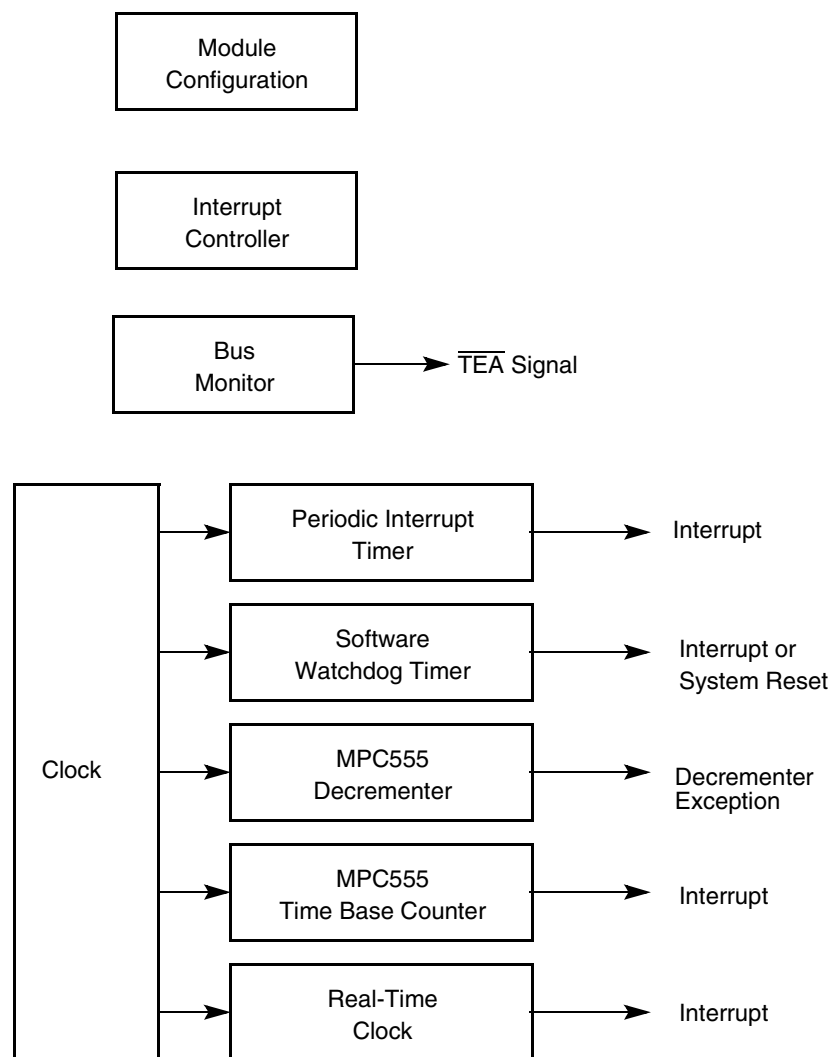 Module
Configuration
Interrupt
Controller
Bus
Monitor
TEA Signal
Periodic Interrupt
Timer
Interrupt
Software
Watchdog Timer
Interrupt or
System Reset
Clock
MPC555
Decrementer
Decrementer
Exception
MPC555
Time Base Counter
Interrupt
Real-Time
Clock
Interrupt